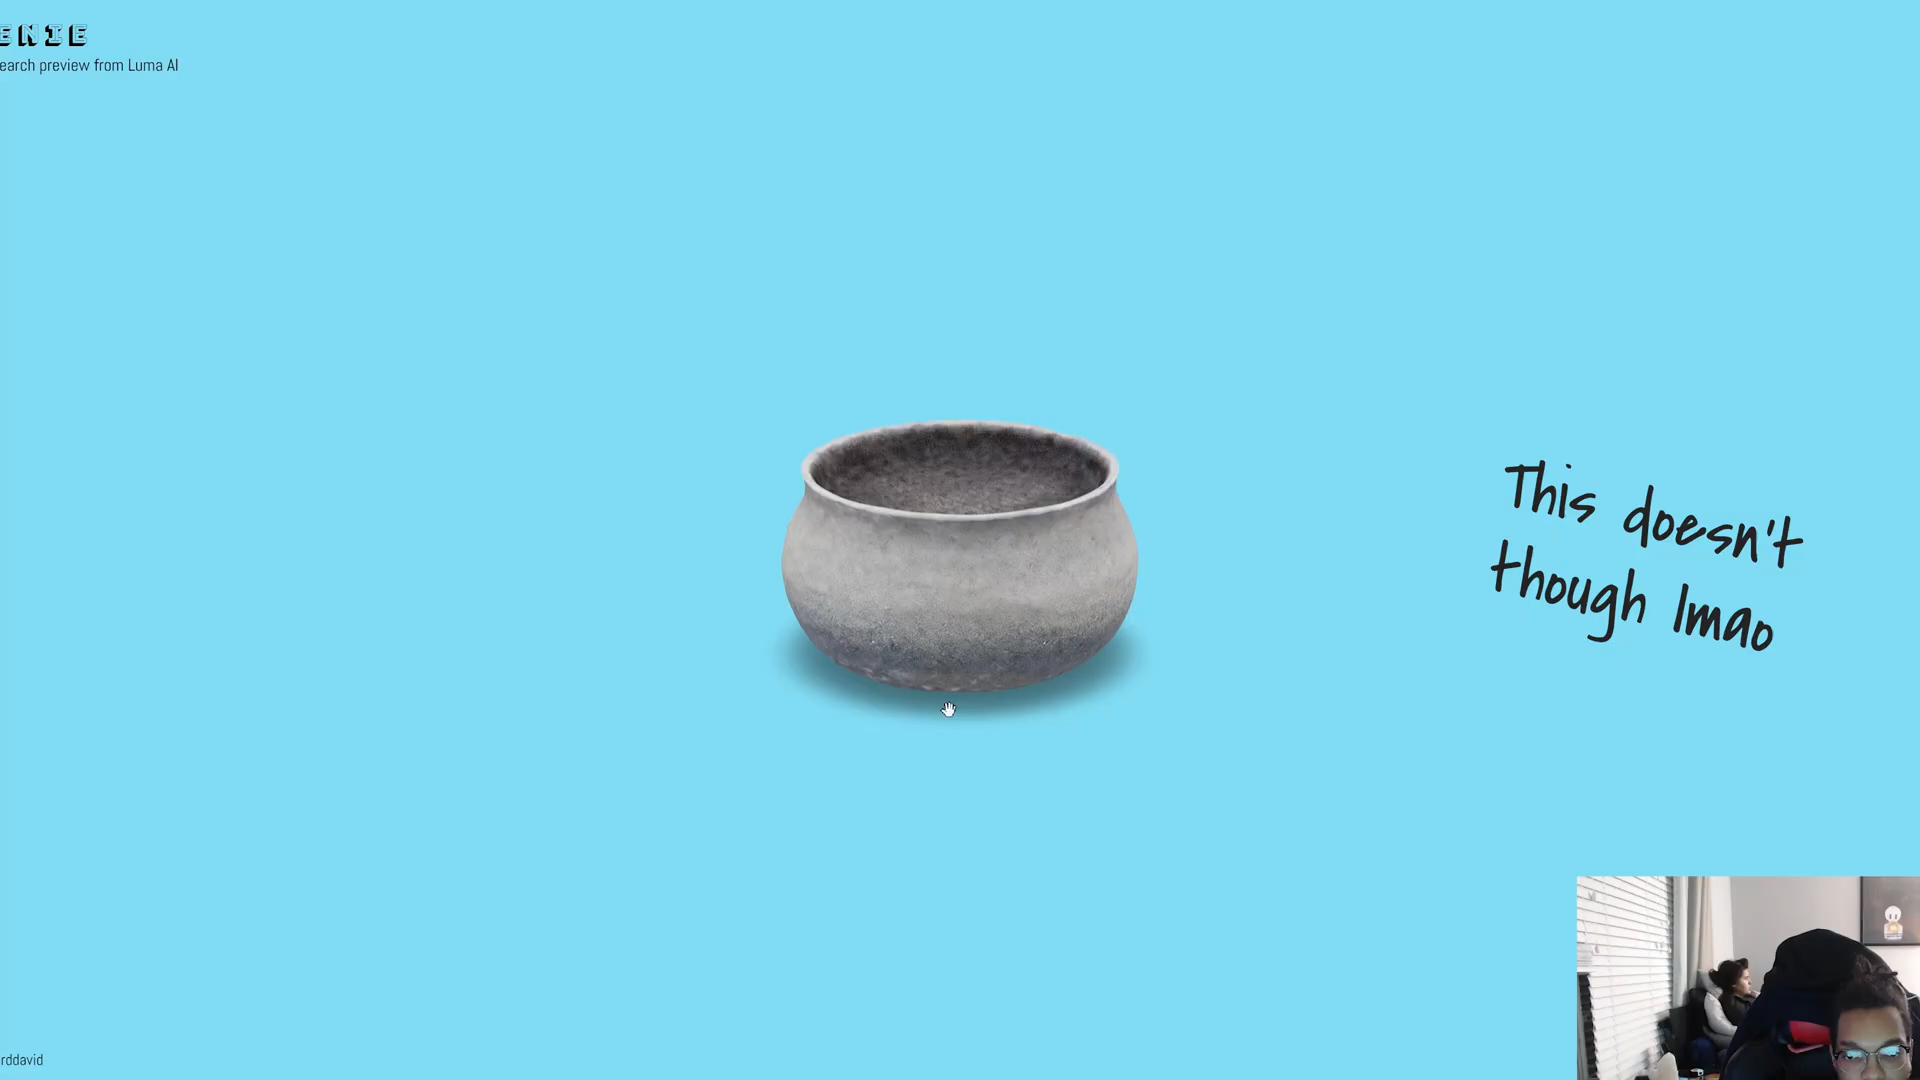 ENIE
earch preview from Luma AI
This doesn't
though lmao
rddavid